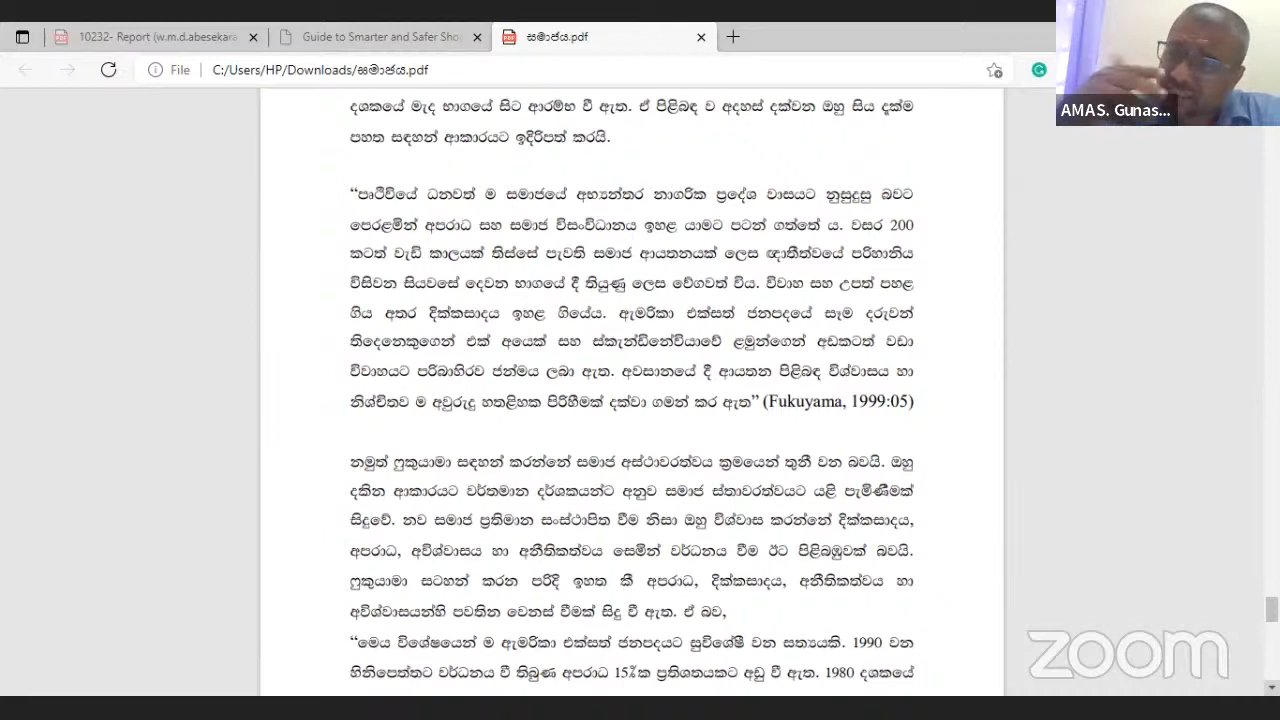 10232- Report (w.m.d.abesekara
Guide to Smarter and Safer Sho
සමාජය.pdf
File
C:/Users/HP/Downloads/සමාජය.pdf
AMAS. Gunas...
දශකයේ මැද භාගයේ සිට ආරම්භ වී ඇත. ඒ පිළිබඳ ව අදහස් දක්වන ඔහු සිය දැක්ම
පහත සඳහන් ආකාරයට ඉදිරිපත් කරයි.
“පෘථිවියේ ධනවත් ම සමාජයේ අභ්‍යන්තර නාගරික ප්‍රදේශ වාසයට නුසුදුසු බවට
පෙරළමින් අපරාධ සහ සමාජ විසංවිධානය ඉහළ යාමට පටන් ගත්තේ ය. වසර 200
කටත් වැඩි කාලයක් තිස්සේ පැවති සමාජ ආයතනයක් ලෙස ඥාතීත්වයේ පරිහානිය
විසිවන සියවසේ දෙවන භාගයේ දී තියුණු ලෙස වේගවත් විය. විවාහ සහ උපත් පහළ
ගිය අතර දික්කසාදය ඉහළ ගියේය. ඇමරිකා එක්සත් ජනපදයේ සෑම දරුවන්
තිදෙනෙකුගෙන් එක් අයෙක් සහ ස්කැන්ඩිනේවියාවේ ළමුන්ගෙන් අඩකටත් වඩා
විවාහයට පරිබාහිරව ජන්මය ලබා ඇත. අවසානයේ දී ආයතන පිළිබඳ විශ්වාසය හා
නිශ්චිතව ම අවුරුදු හතළිහක පිරිහීමක් දක්වා ගමන් කර ඇත” (Fukuyama, 1999:05)
නමුත් ෆුකුයාමා සඳහන් කරන්නේ සමාජ අස්ථාවරත්වය ක්‍රමයෙන් තුනී වන බවයි. ඔහු
දකින ආකාරයට වර්තමාන දර්ශකයන්ට අනුව සමාජ ස්තාවරත්වයට යළි පැමිණීමක්
සිදුවේ. නව සමාජ ප්‍රතිමාන සංස්ථාපිත වීම නිසා ඔහු විශ්වාස කරන්නේ දික්කසාදය,
අපරාධ, අවිශ්වාසය හා අනීතිකත්වය සෙමින් වර්ධනය වීම ඊට පිළිබඹුවක් බවයි.
ෆුකුයාමා සටහන් කරන පරිදි ඉහත කී අපරාධ, දික්කසාදය, අනීතිකත්වය හා
අවිශ්වාසයන්හි පවතින වෙනස් වීමක් සිදු වී ඇත. ඒ බව,
“මෙය විශේෂයෙන් ම ඇමරිකා එක්සත් ජනපදයට සුවිශේෂී වන සත්‍යයකි. 1990 වන
හිනිපෙත්තට වර්ධනය වී තිබුණ අපරාධ 15%ක ප්‍රතිශතයකට අඩු වී ඇත. 1980 දශකයේ
zoom